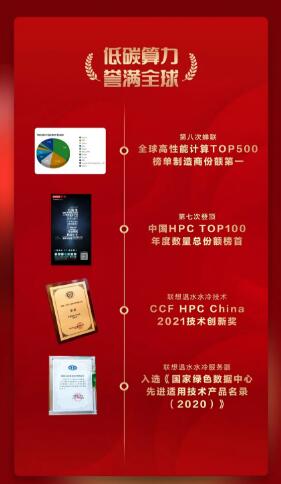 低碳算力
誉满全球
第八次蝉联
全球高性能计算TOP500
榜单制造商份额第一
第七次登顶
中国HPC TOP100
年度数量总份额榜首
联想温水水冷技术
CCF HPC China
2021技术创新奖
联想温水水冷服务器
入选《国家绿色数据中心
先进适用技术产品名录
（2020）》